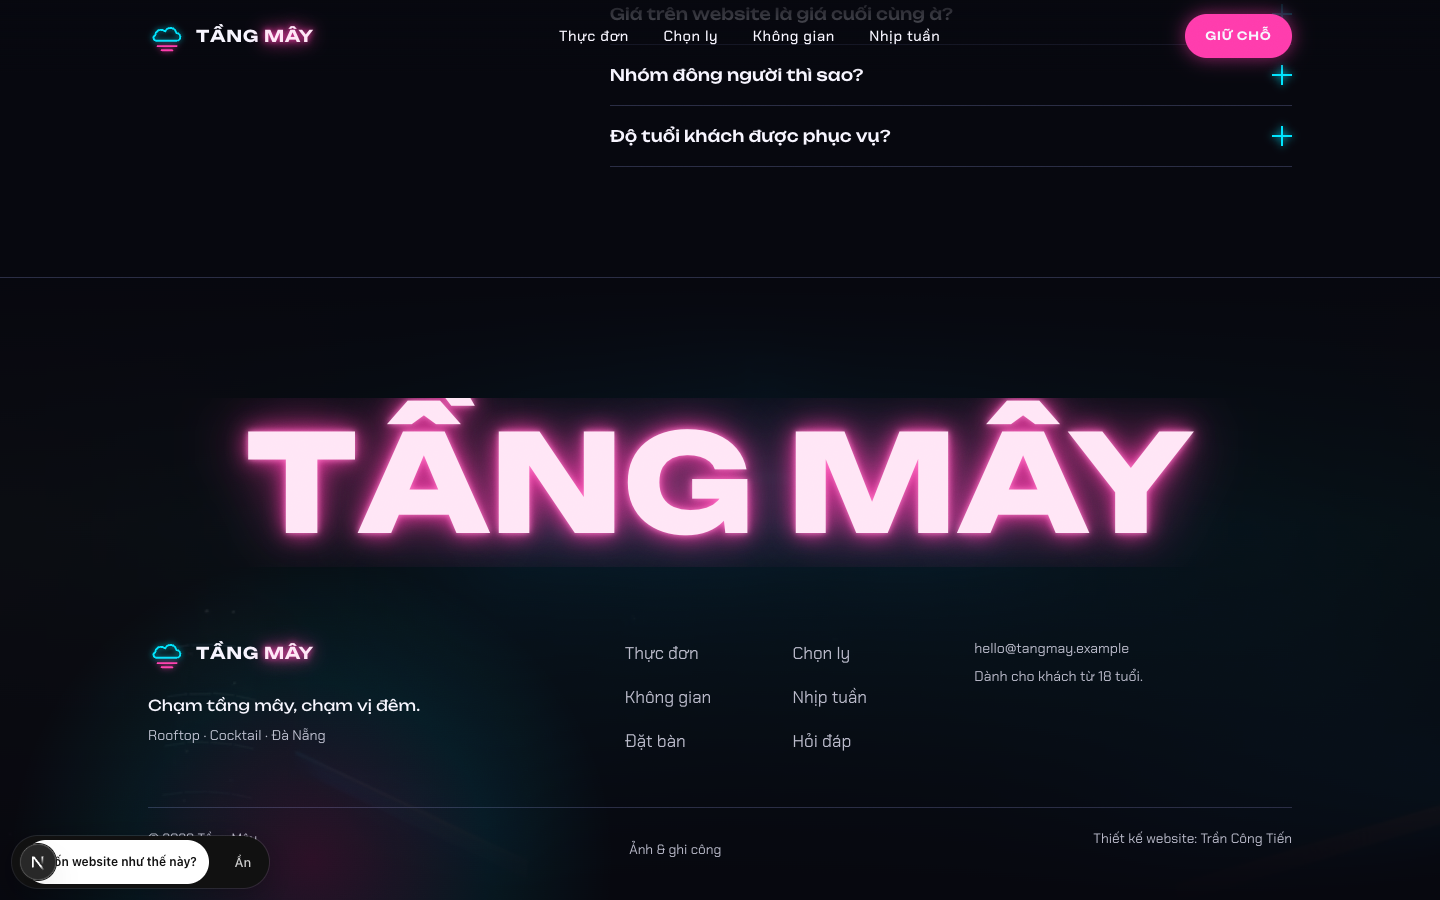 Giá trên website là giá cuối cùng à?
TẦNG MÂY
Thực đơn
Chọn ly
Không gian
Nhịp tuần
GIỮ CHỖ
Nhóm đông người thì sao?
Độ tuổi khách được phục vụ?
TẦNG MÂY
TẦNG MÂY
Chạm tầng mây, chạm vị đêm.
Rooftop · Cocktail · Đà Nẵng
Thực đơn
Chọn ly
Không gian
Nhịp tuần
Đặt bàn
Hỏi đáp
hello@tangmay.example
Dành cho khách từ 18 tuổi.
Ảnh & ghi công
Thiết kế website: Trần Công Tiến
N
website như thế này?
Ẩn